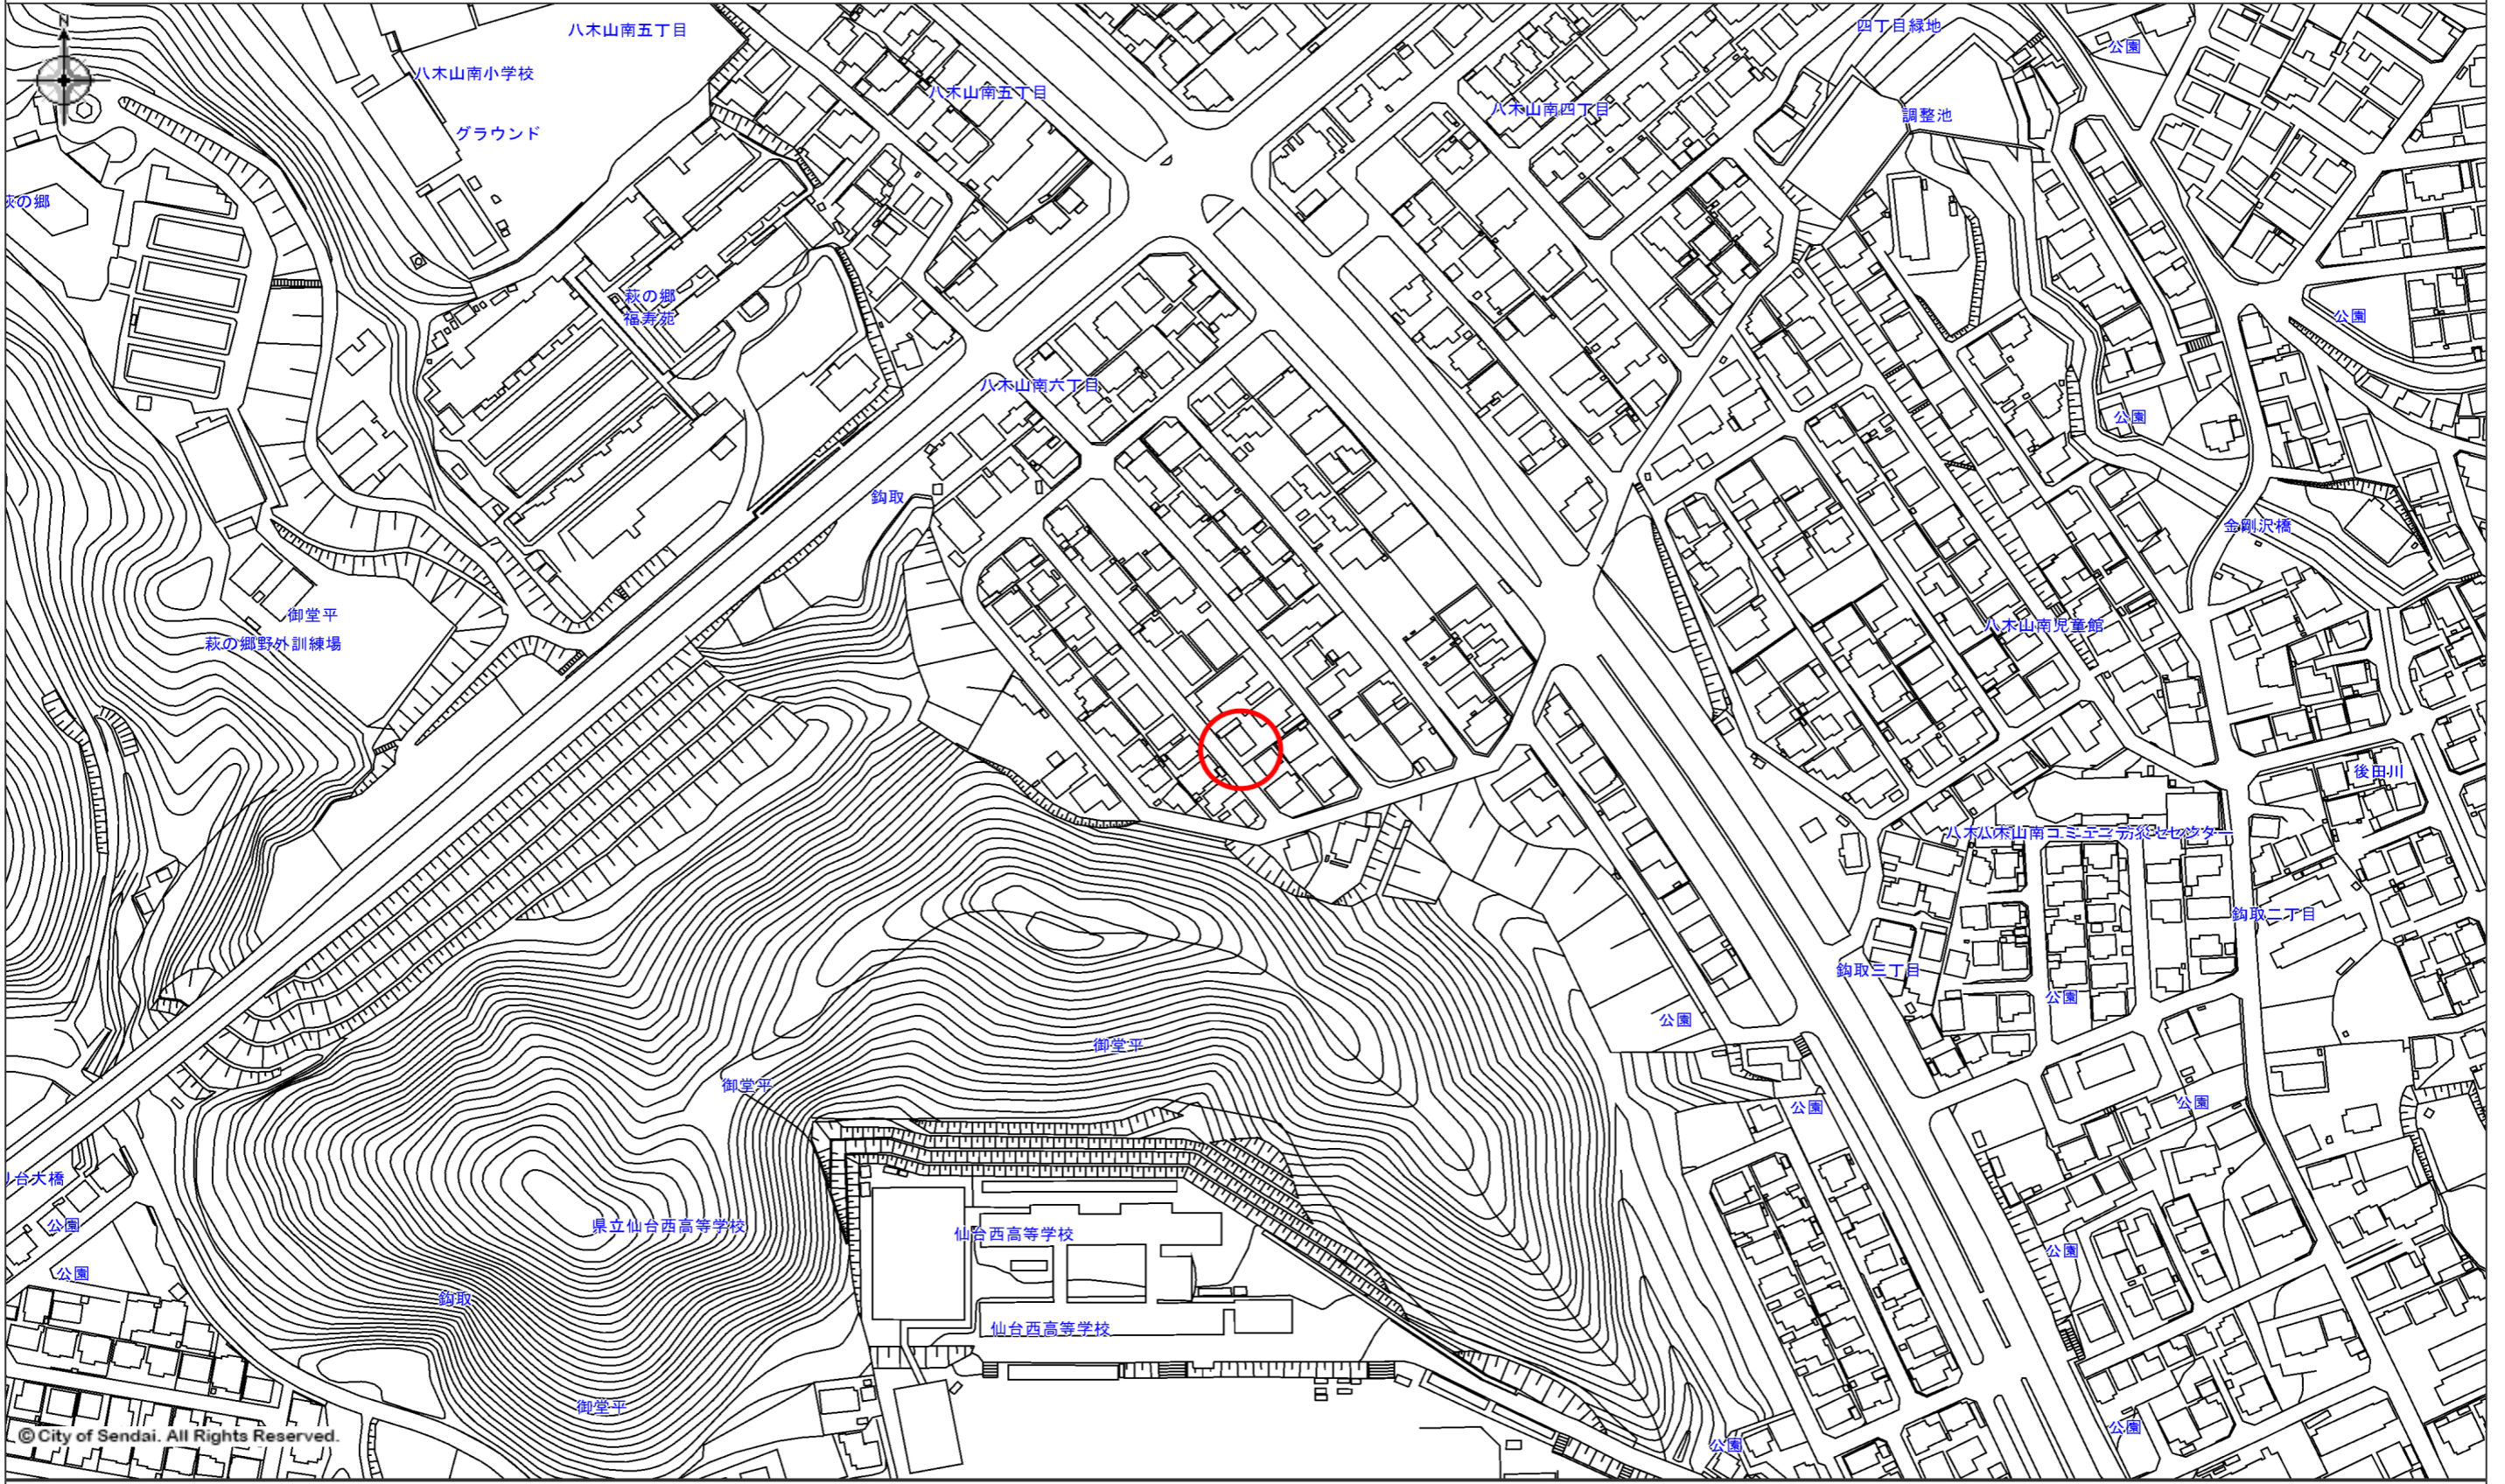 N
八木山南五丁目
四丁目緑地
公園
八木山南小学校
八木山南五丁目
八木山南四丁目
調整池
グラウンド
萩の郷
萩の郷
福寿苑
公園
八木山南六丁目
公園
鈎取
金剛沢橋
御堂平
萩の郷野外訓練場
八木山南児童館
後田川
鈎取二丁目
鈎取三丁目
公園
公園
御堂平
御堂平
公園
公園
台大橋
公園
県立仙台西高等学校
仙台西高等学校
公園
公園
鈎取
仙台西高等学校
御堂平
公園
公園
©City of Sendai. All Rights Reserved.